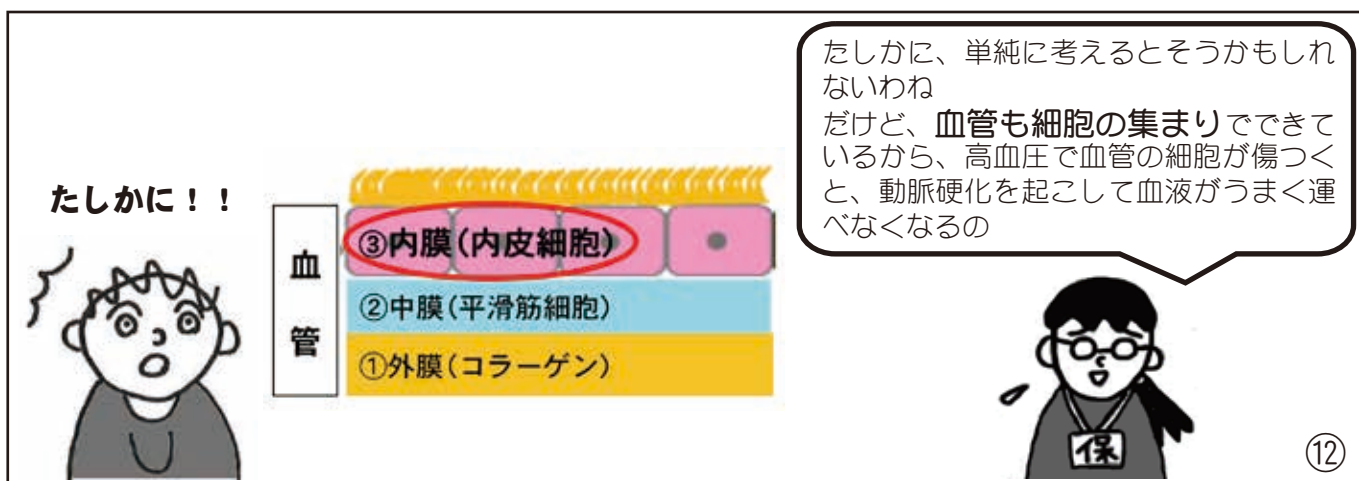 たしかに、単純に考えるとそうかもしれ
ないわね
だけど、血管も細胞の集まりでできて
いるから、高血圧で血管の細胞が傷つく
と、動脈硬化を起こして血液がうまく運
べなくなるの
たしかに！！
血管
③内膜(内皮細胞)
②中膜(平滑筋細胞)
①外膜(コラーゲン)
保
⑫